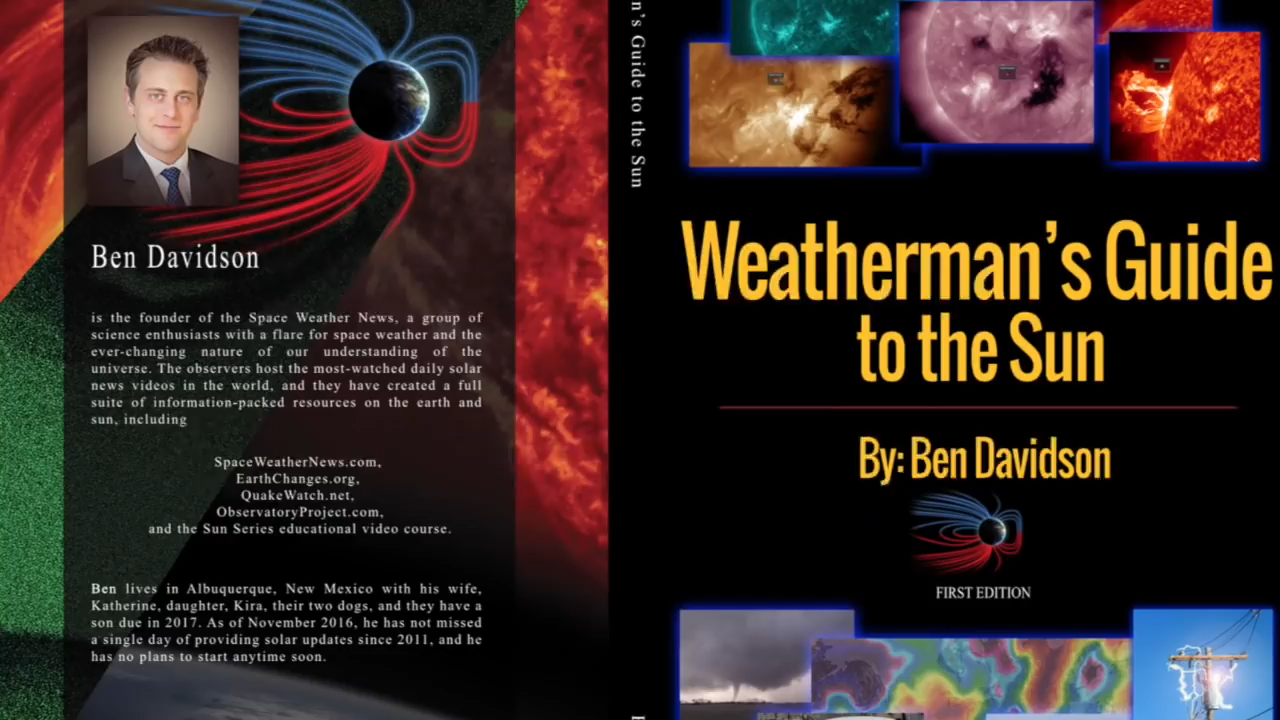 Ben Davidson
is the founder of the Space Weather News, a group of
science enthusiasts with a flare for space weather and the
ever-changing nature of our understanding of the
universe. The observers host the most-watched daily solar
news videos in the world, and they have created a full
suite of information-packed resources on the earth and
sun, including
SpaceWeatherNews.com,
EarthChanges.org,
QuakeWatch.net,
ObservatoryProject.com,
and the Sun Series educational video course.
Ben lives in Albuquerque, New Mexico with his wife,
Katherine, daughter, Kira, their two dogs, and they have a
son due in 2017. As of November 2016, he has not missed
a single day of providing solar updates since 2011, and he
has no plans to start anytime soon.
n's Guide to the Sun
Weatherman's Guide
to the Sun
By: Ben Davidson
FIRST EDITION